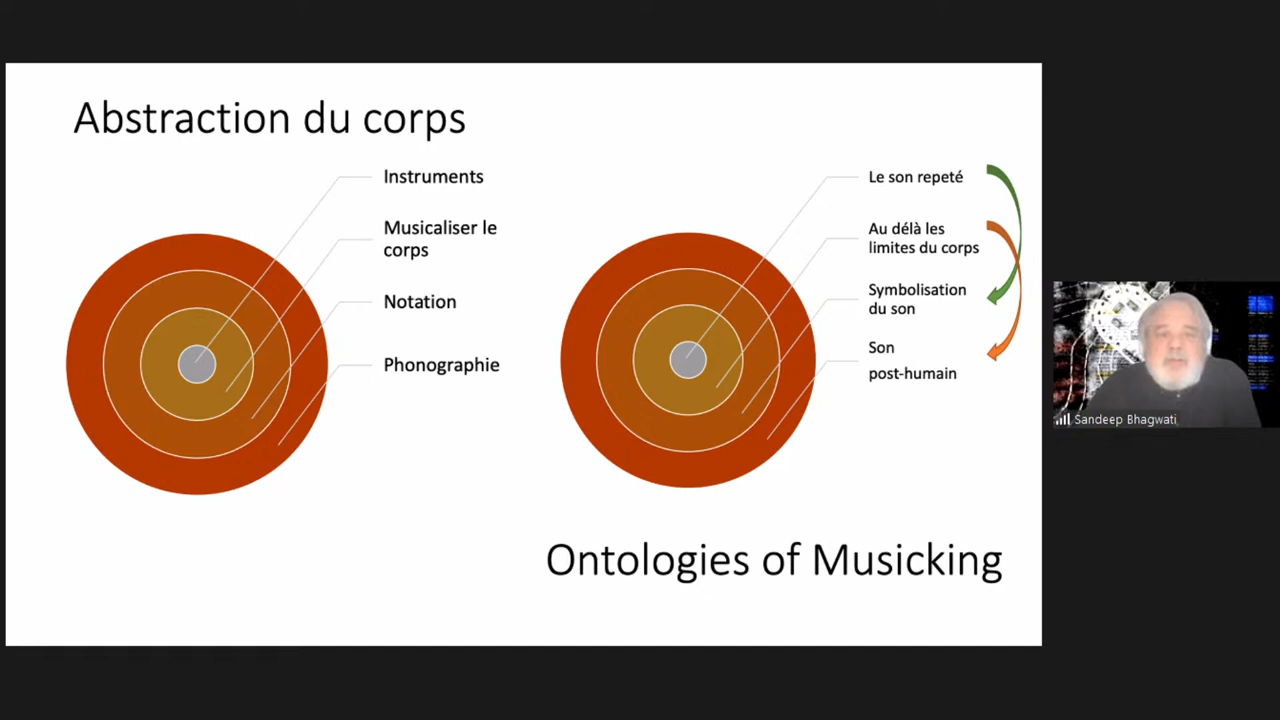 Abstraction du corps
Instruments
Musicaliser le
corps
Notation
Phonographie
Le son repeté
Au délà les
limites du corps
Symbolisation
du son
Son
post-humain
Ontologies of Musicking
Sandeep Bhagwati